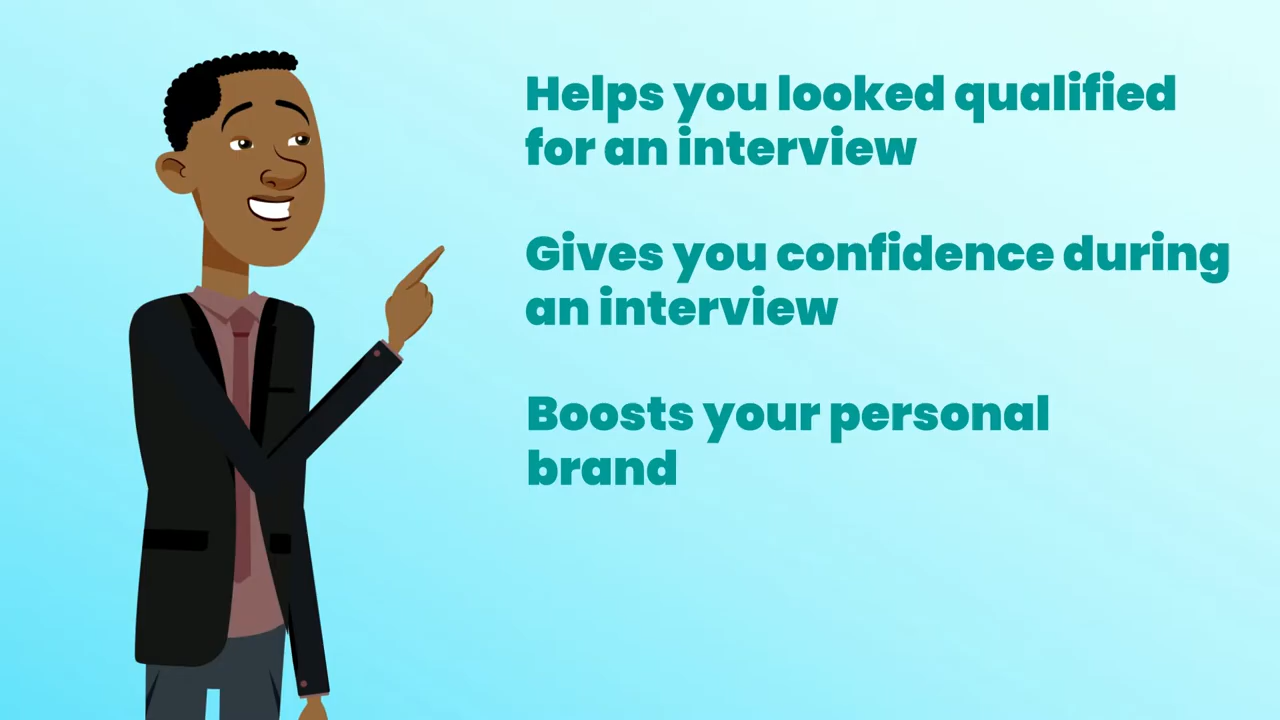 Helps you looked qualified
for an interview
Gives you confidence during
an interview
Boosts your personal
brand